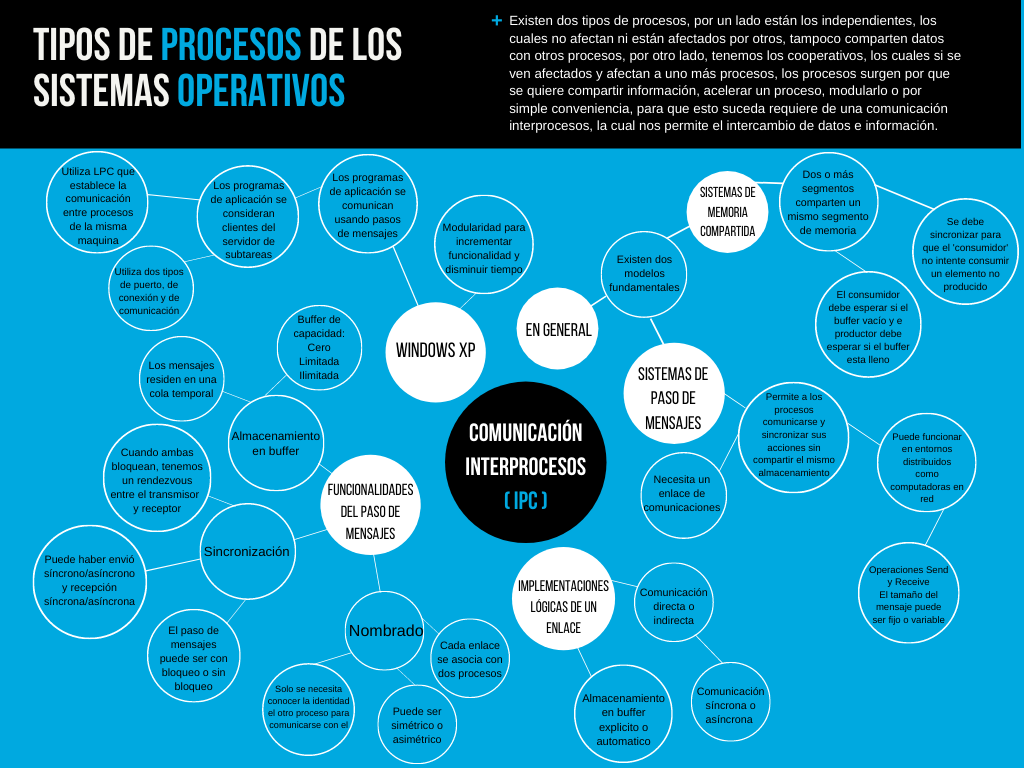 TIPOS DE PROCESOS DE LOS
SISTEMAS OPERATIVOS
+ Existen dos tipos de procesos, por un lado están los independientes, los
cuales no afectan ni están afectados por otros, tampoco comparten datos
con otros procesos, por otro lado, tenemos los cooperativos, los cuales si se
ven afectados y afectan a uno más procesos, los procesos surgen por que
se quiere compartir información, acelerar un proceso, modularlo o por
simple conveniencia, para que esto suceda requiere de una comunicación
interprocesos, la cual nos permite el intercambio de datos e información.
Utiliza LPC que
establece la
comunicación
entre procesos
de la misma
maquina
Los programas
de aplicación se
consideran
clientes del
servidor de
subtareas
Los programas
de aplicación se
comunican
usando pasos
de mensajes
Modularidad para
incrementar
funcionalidad y
disminuir tiempo
Utiliza dos tipos
de puerto, de
conexión y de
comunicación
WINDOWS XP
EN GENERAL
Existen dos
modelos
fundamentales
SISTEMAS DE
MEMORIA
COMPARTIDA
Dos o más
segmentos
comparten un
mismo segmento
de memoria
Se debe
sincronizar para
que el 'consumidor'
no intente consumir
un elemento no
producido
El consumidor
debe esperar si el
buffer vacío y e
productor debe
esperar si el buffer
esta lleno
Buffer de
capacidad:
Cero
Limitada
Ilimitada
Los mensajes
residen en una
cola temporal
Almacenamiento
en buffer
Cuando ambas
bloquean, tenemos
un rendezvous
entre el transmisor
y receptor
SISTEMAS DE
PASO DE
MENSAJES
Permite a los
procesos
comunicarse y
sincronizar sus
acciones sin
compartir el mismo
almacenamiento
Puede funcionar
en entornos
distribuidos
como
computadoras en
red
Necesita un
enlace de
comunicaciones
Operaciones Send
y Receive
El tamaño del
mensaje puede
ser fijo o variable
COMUNICACIÓN
INTERPROCESOS
( IPC )
FUNCIONALIDADES
DEL PASO DE
MENSAJES
Sincronización
Puede haber envió
síncrono/asíncrono
y recepción
síncrona/asíncrona
El paso de
mensajes
puede ser con
bloqueo o sin
bloqueo
Nombrado
Cada enlace
se asocia con
dos procesos
Solo se necesita
conocer la identidad
el otro proceso para
comunicarse con el
Puede ser
simétrico o
asimétrico
IMPLEMENTACIONES
LÓGICAS DE UN
ENLACE
Comunicación
directa o
indirecta
Comunicación
síncrona o
asíncrona
Almacenamiento
en buffer
explicito o
automatico